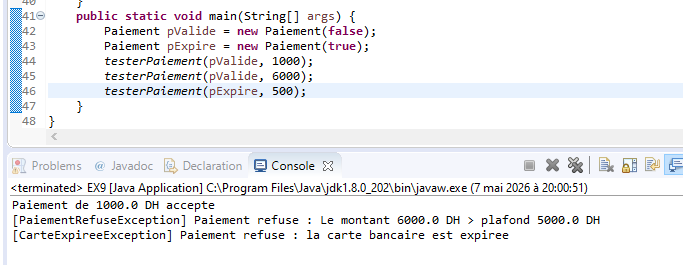 40 }
41 public static void main(String[] args) {
42 Paiement pValide = new Paiement(false);
43 Paiement pExpire = new Paiement(true);
44 testerPaiement(pValide, 1000);
45 testerPaiement(pValide, 6000);
46 testerPaiement(pExpire, 500);
47 }
48 }
Problems @ Javadoc Declaration Console
<terminated> EX9 [Java Application] C:\Program Files\Java\jdk1.8.0_202\bin\javaw.exe (7 mai 2026 à 20:00:51)
Paiement de 1000.0 DH accepte
[PaiementRefuseException] Paiement refuse : Le montant 6000.0 DH > plafond 5000.0 DH
[CarteExpireeException] Paiement refuse : la carte bancaire est expiree